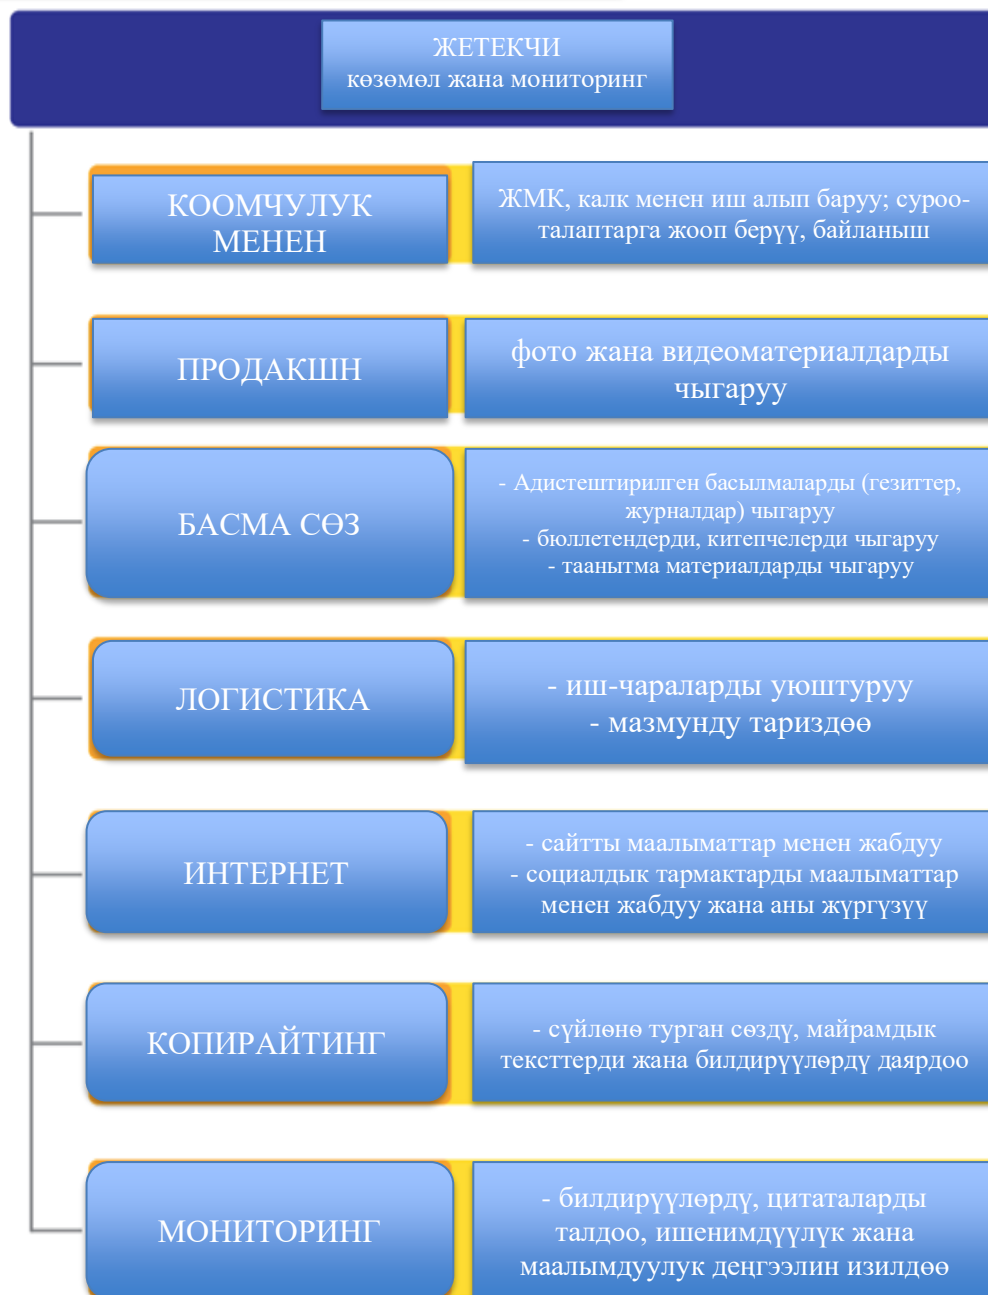 ЖЕТЕКЧИ
көзөмөл жана мониторинг
КООМЧУЛУК
МЕНЕН
ЖМК, калк менен иш алып баруу; суроо-
талаптарга жооп берүү, байланыш
ПРОДАКШН
фото жана видеоматериалдарды
чыгаруу
БАСМА СӨЗ
- Адистештирилген басылмаларды (гезиттер,
журналдар) чыгаруу
- бюллетендерди, китепчелерди чыгаруу
- таанытма материалдарды чыгаруу
ЛОГИСТИКА
- иш-чараларды уюштуруу
- мазмунду тариздөө
ИНТЕРНЕТ
- сайтты маалыматтар менен жабдуу
- социалдык тармактарды маалыматтар
менен жабдуу жана аны жүргүзүү
КОПИРАЙТИНГ
- сүйлөнө турган сөздү, майрамдык
тексттерди жана билдирүүлөрдү даярдоо
МОНИТОРИНГ
- билдирүүлөрдү, цитаталарды
талдоо, ишенимдүүлүк жана
маалымдуулук деңгээлин изилдөө